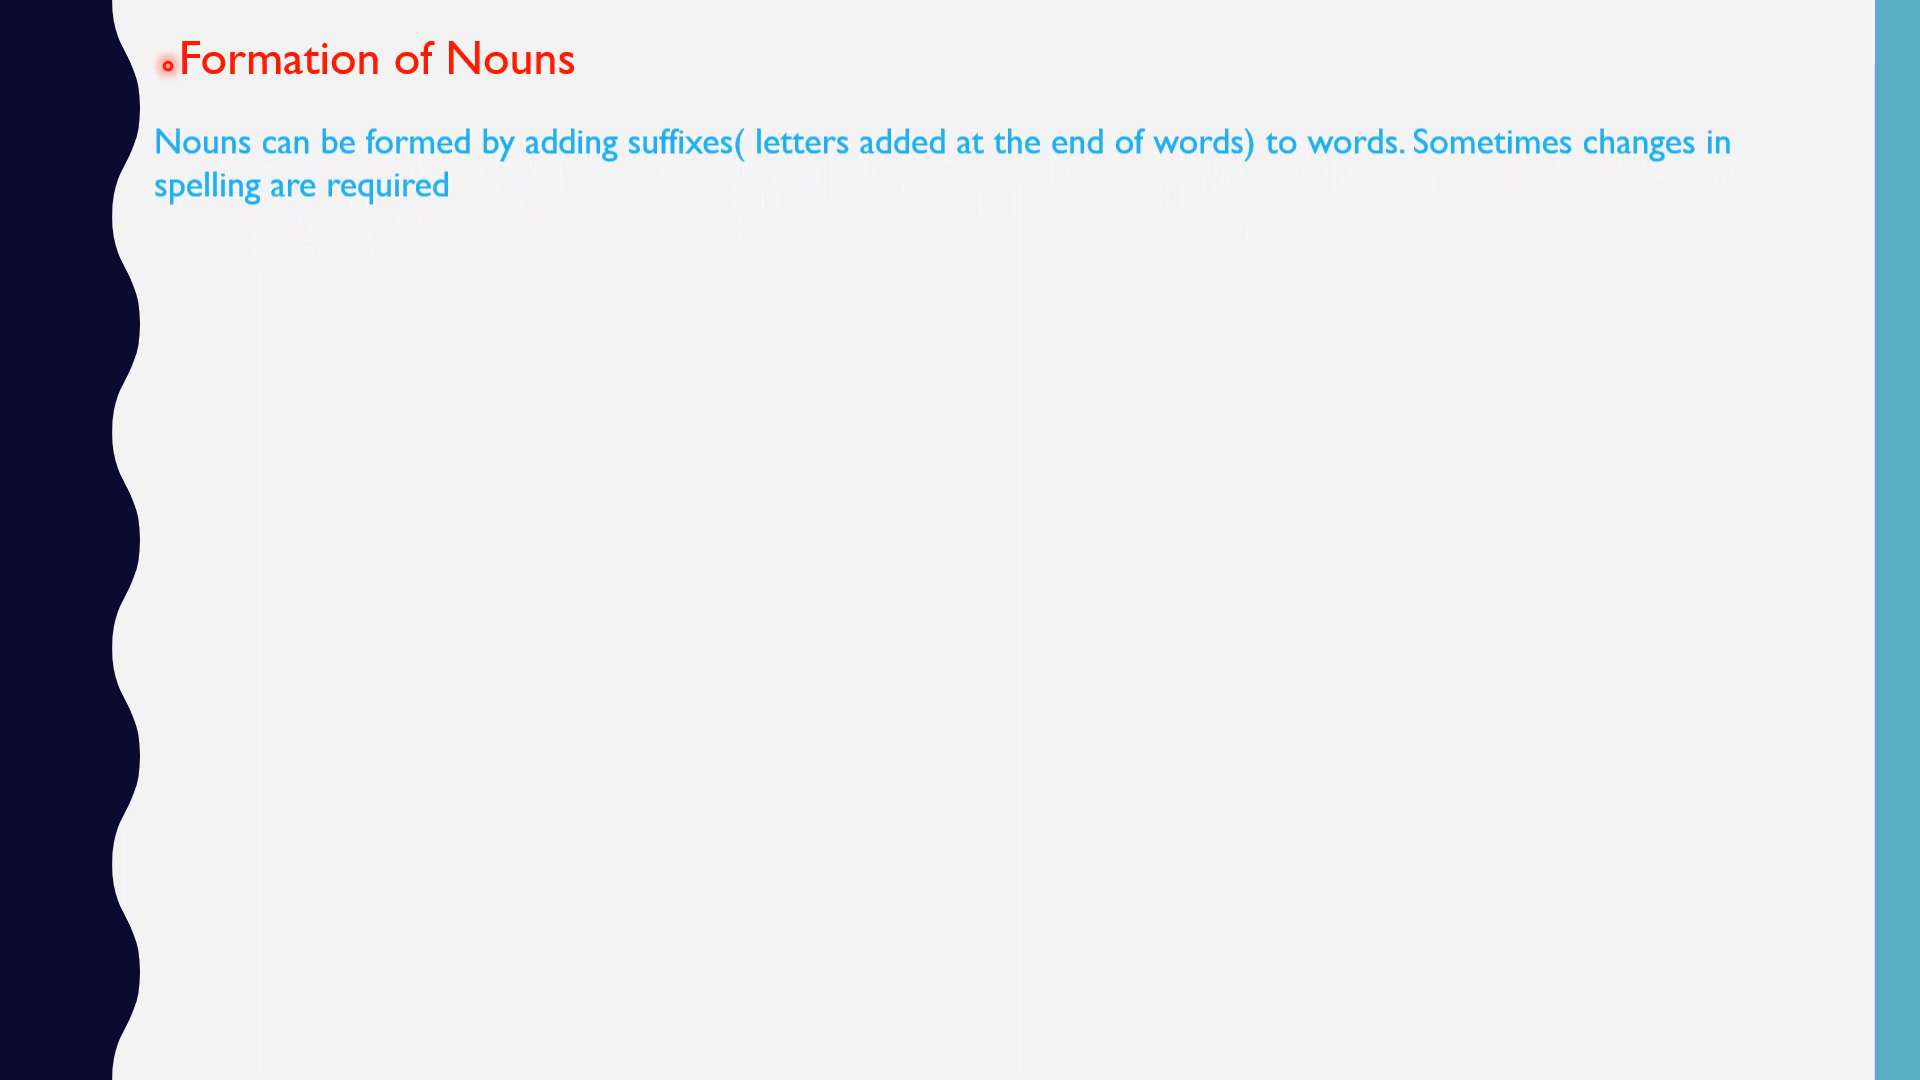 Formation of Nouns
Nouns can be formed by adding suffixes( letters added at the end of words) to words. Sometimes changes in
spelling are required